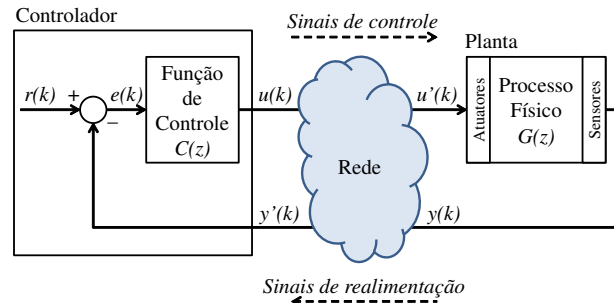 Controlador
Sinais de controle
Planta
r(k)
+
−
e(k)
Função
de
Controle
C(z)
u(k)
Rede
u'(k)
Atuadores
Processo
Físico
G(z)
Sensores
y'(k)
y(k)
Sinais de realimentação